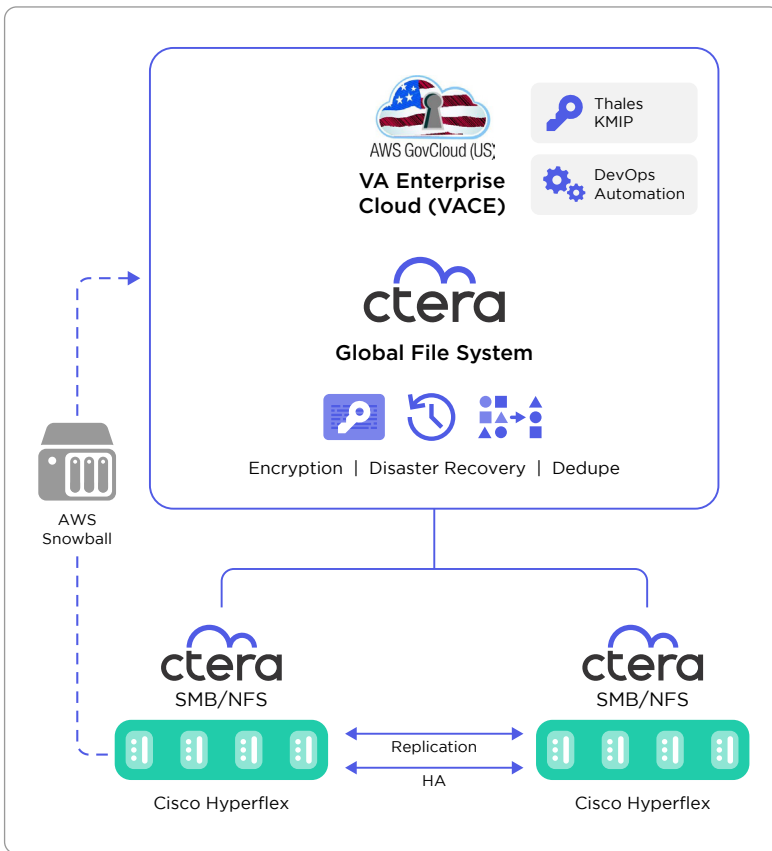 AWS GovCloud (US)
VA Enterprise
Cloud (VACE)
Thales
KMIP
DevOps
Automation
ctera
Global File System
Encryption | Disaster Recovery | Dedupe
AWS
Snowball
ctera
SMB/NFS
ctera
SMB/NFS
Replication
HA
Cisco Hyperflex
Cisco Hyperflex